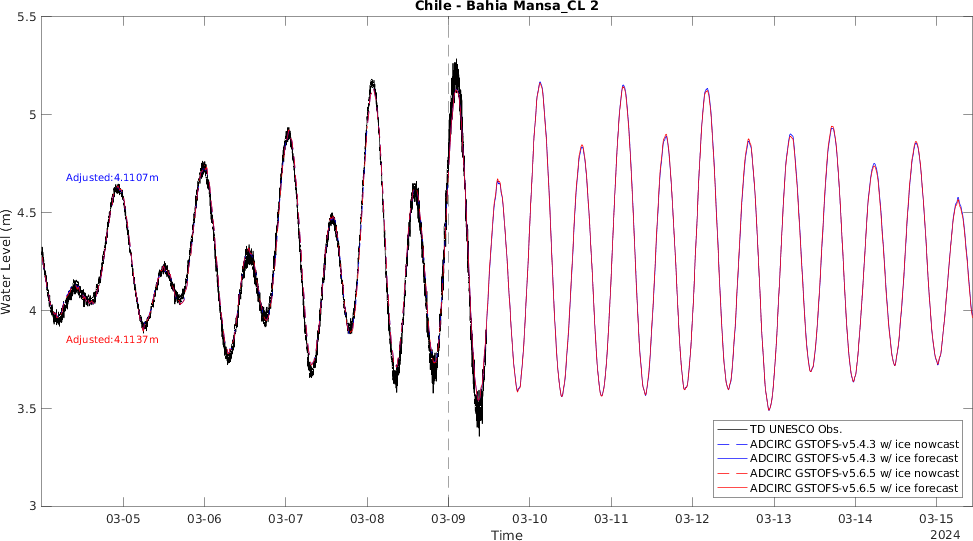 Chile - Bahia Mansa_CL 2
5.5
5
4.5
4
3.5
3
Water Level (m)
Adjusted:4.1107m
Adjusted:4.1137m
TD UNESCO Obs.
ADCIRC GSTOFS-v5.4.3 w/ ice nowcast
ADCIRC GSTOFS-v5.4.3 w/ ice forecast
ADCIRC GSTOFS-v5.6.5 w/ ice nowcast
ADCIRC GSTOFS-v5.6.5 w/ ice forecast
03-05 03-06 03-07 03-08 03-09 03-10 03-11 03-12 03-13 03-14 03-15
Time
2024